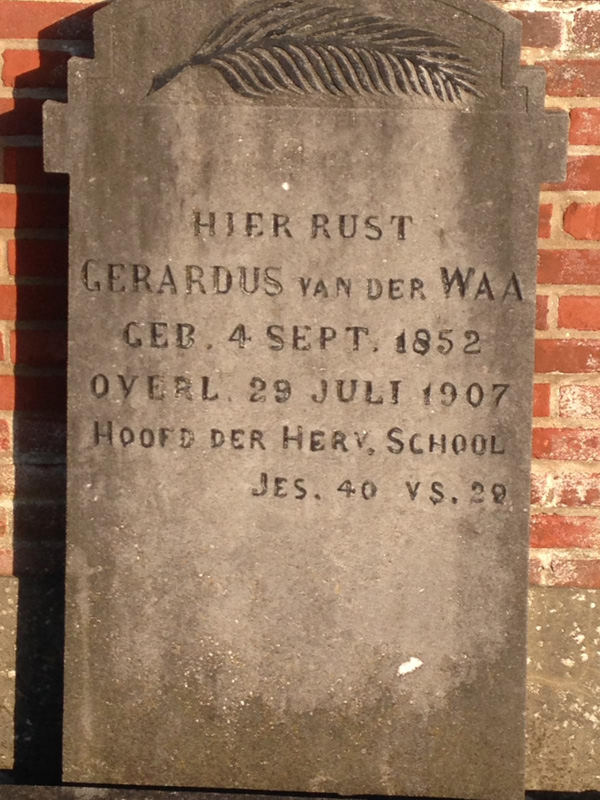 HIER RUST
GERARDUS VAN DER WAA
GEB. 4 SEPT. 1852
OVERL. 29 JULI 1907
HOOFD DER HERV. SCHOOL
JES. 40 VS. 29